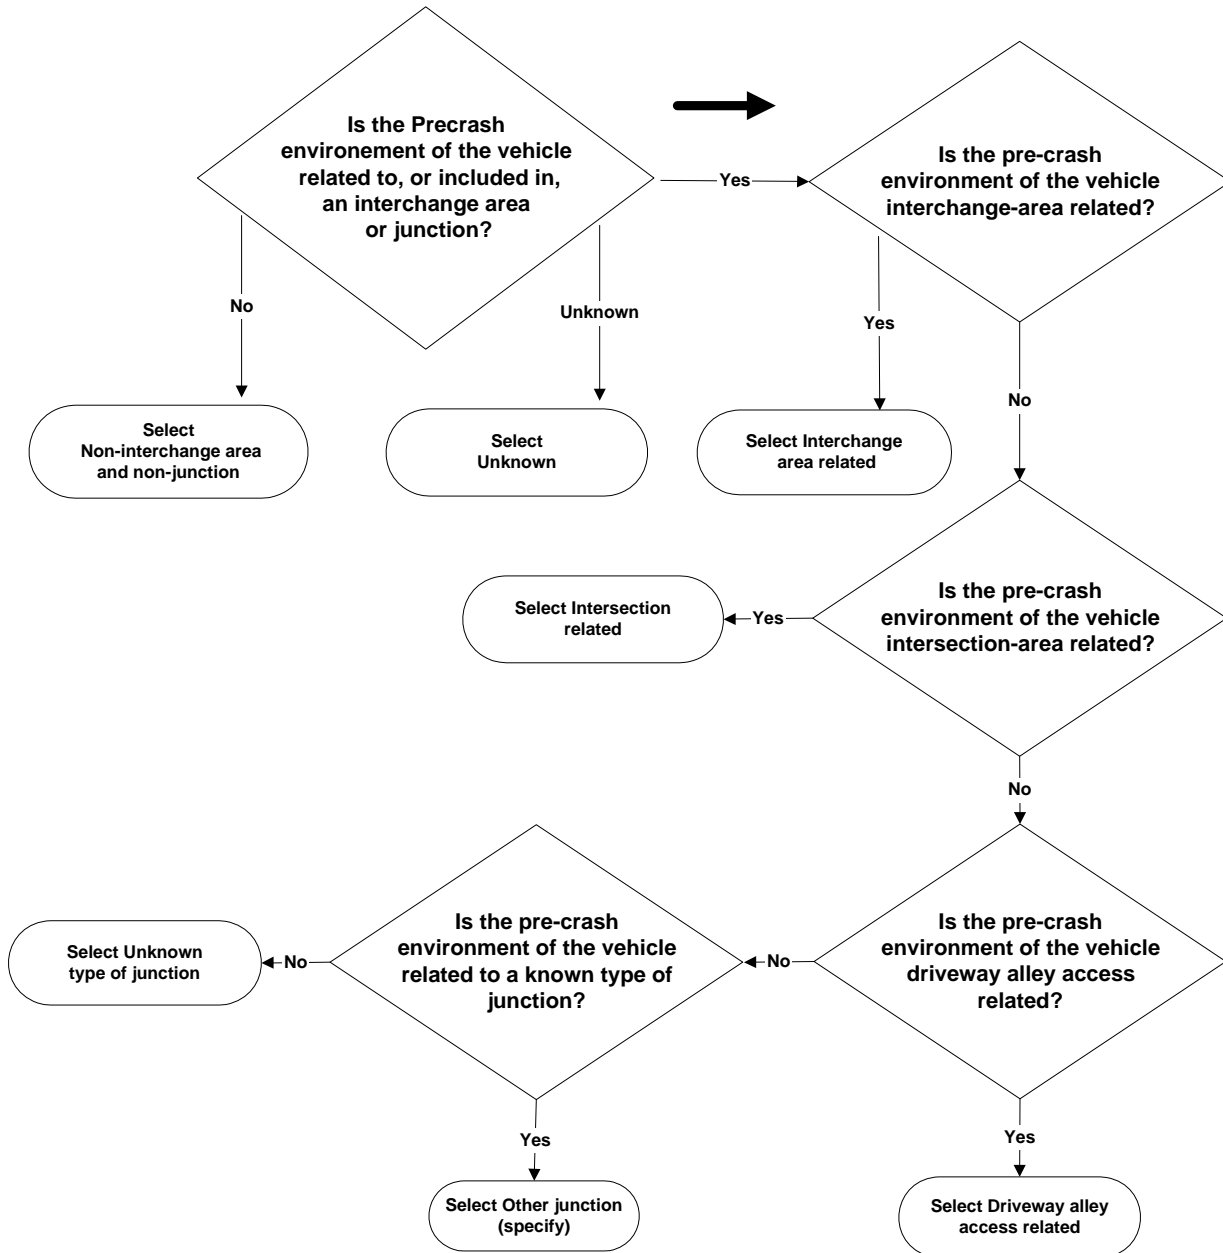 Is the Precrash
environement of the vehicle
related to, or included in,
an interchange area
or junction?
Yes
Is the pre-crash
environment of the vehicle
interchange-area related?
No
Unknown
Yes
No
Select
Non-interchange area
and non-junction
Select
Unknown
Select Interchange
area related
Is the pre-crash
environment of the vehicle
intersection-area related?
Yes
Select Intersection
related
No
Is the pre-crash
environment of the vehicle
driveway alley access
related?
No
Is the pre-crash
environment of the vehicle
related to a known type of
junction?
No
Select Unknown
type of junction
Yes
Yes
Select Other junction
(specify)
Select Driveway alley
access related